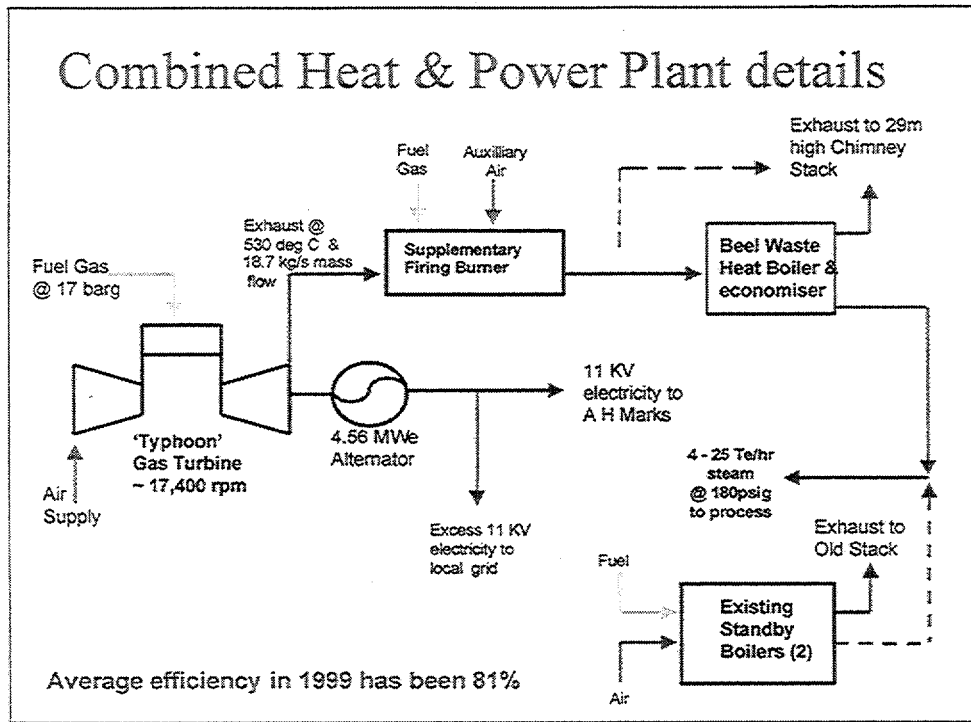 Combined Heat & Power Plant details
Exhaust to 29m
high Chimney
Stack
Fuel
Gas
Auxilliary
Air
Exhaust @
530 deg C &
18.7 kg/s mass
flow
Supplementary
Firing Burner
Beel Waste
Heat Boiler &
economiser
Fuel Gas
@ 17 barg
11 KV
electricity to
A H Marks
4.56 MWe
Alternator
'Typhoon'
Gas Turbine
~ 17,400 rpm
Air
Supply
4 - 25 Te/hr
steam
@ 180psig
to process
Excess 11 KV
electricity to
local grid
Exhaust to
Old Stack
Fuel
Existing
Standby
Boilers (2)
Air
Average efficiency in 1999 has been 81%